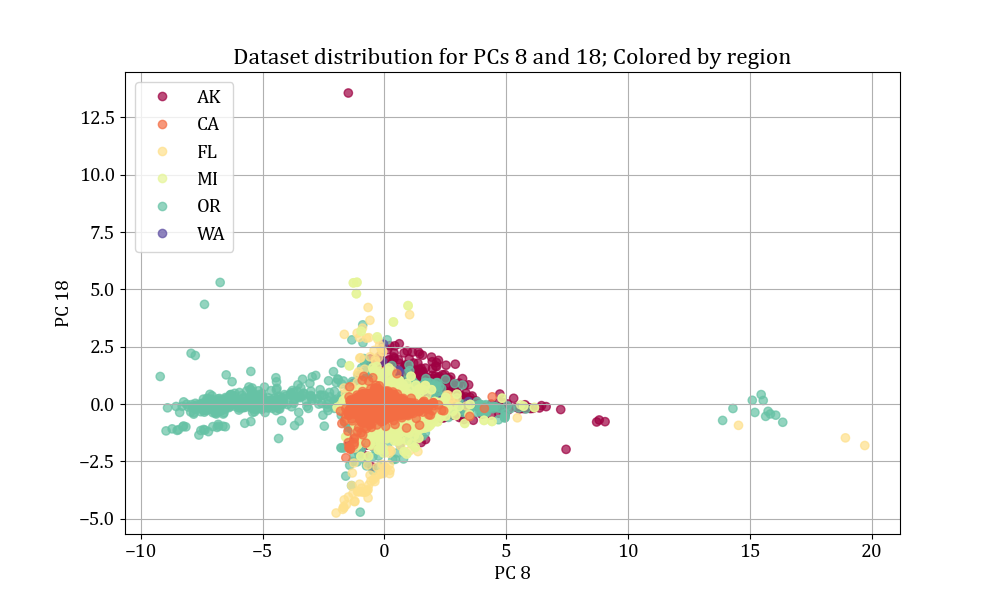 Dataset distribution for PCs 8 and 18; Colored by region
AK
CA
FL
MI
OR
WA
12.5
10.0
7.5
5.0
2.5
0.0
−2.5
−5.0
PC 18
−10
−5
0
5
10
15
20
PC 8